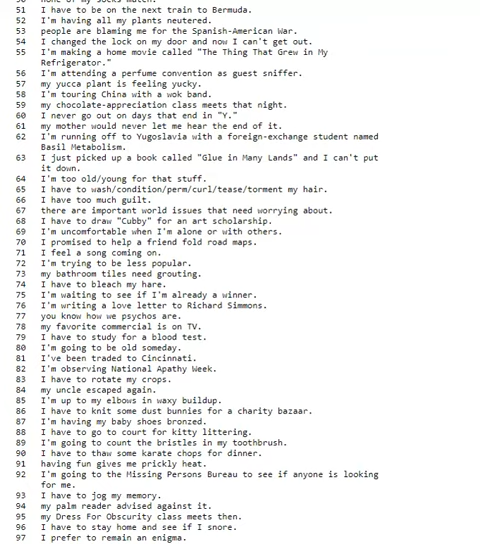 50 none of my socks match.
51 I have to be on the next train to Bermuda.
52 I'm having all my plants neutered.
53 people are blaming me for the Spanish-American War.
54 I changed the lock on my door and now I can't get out.
55 I'm making a home movie called "The Thing That Grew in My
Refrigerator."
56 I'm attending a perfume convention as guest sniffer.
57 my yucca plant is feeling yucky.
58 I'm touring China with a wok band.
59 my chocolate-appreciation class meets that night.
60 I never go out on days that end in "Y."
61 my mother would never let me hear the end of it.
62 I'm running off to Yugoslavia with a foreign-exchange student named
Basil Metabolism.
63 I just picked up a book called "Glue in Many Lands" and I can't put
it down.
64 I'm too old/young for that stuff.
65 I have to wash/condition/perm/curl/tease/torment my hair.
66 I have too much guilt.
67 there are important world issues that need worrying about.
68 I have to draw "Cubby" for an art scholarship.
69 I'm uncomfortable when I'm alone or with others.
70 I promised to help a friend fold road maps.
71 I feel a song coming on.
72 I'm trying to be less popular.
73 my bathroom tiles need grouting.
74 I have to bleach my hare.
75 I'm waiting to see if I'm already a winner.
76 I'm writing a love letter to Richard Simmons.
77 you know how we psychos are.
78 my favorite commercial is on TV.
79 I have to study for a blood test.
80 I'm going to be old someday.
81 I've been traded to Cincinnati.
82 I'm observing National Apathy Week.
83 I have to rotate my crops.
84 my uncle escaped again.
85 I'm up to my elbows in waxy buildup.
86 I have to knit some dust bunnies for a charity bazaar.
87 I'm having my baby shoes bronzed.
88 I have to go to court for kitty littering.
89 I'm going to count the bristles in my toothbrush.
90 I have to thaw some karate chops for dinner.
91 having fun gives me prickly heat.
92 I'm going to the Missing Persons Bureau to see if anyone is looking
for me.
93 I have to jog my memory.
94 my palm reader advised against it.
95 my Dress For Obscurity class meets then.
96 I have to stay home and see if I snore.
97 I prefer to remain an enigma.